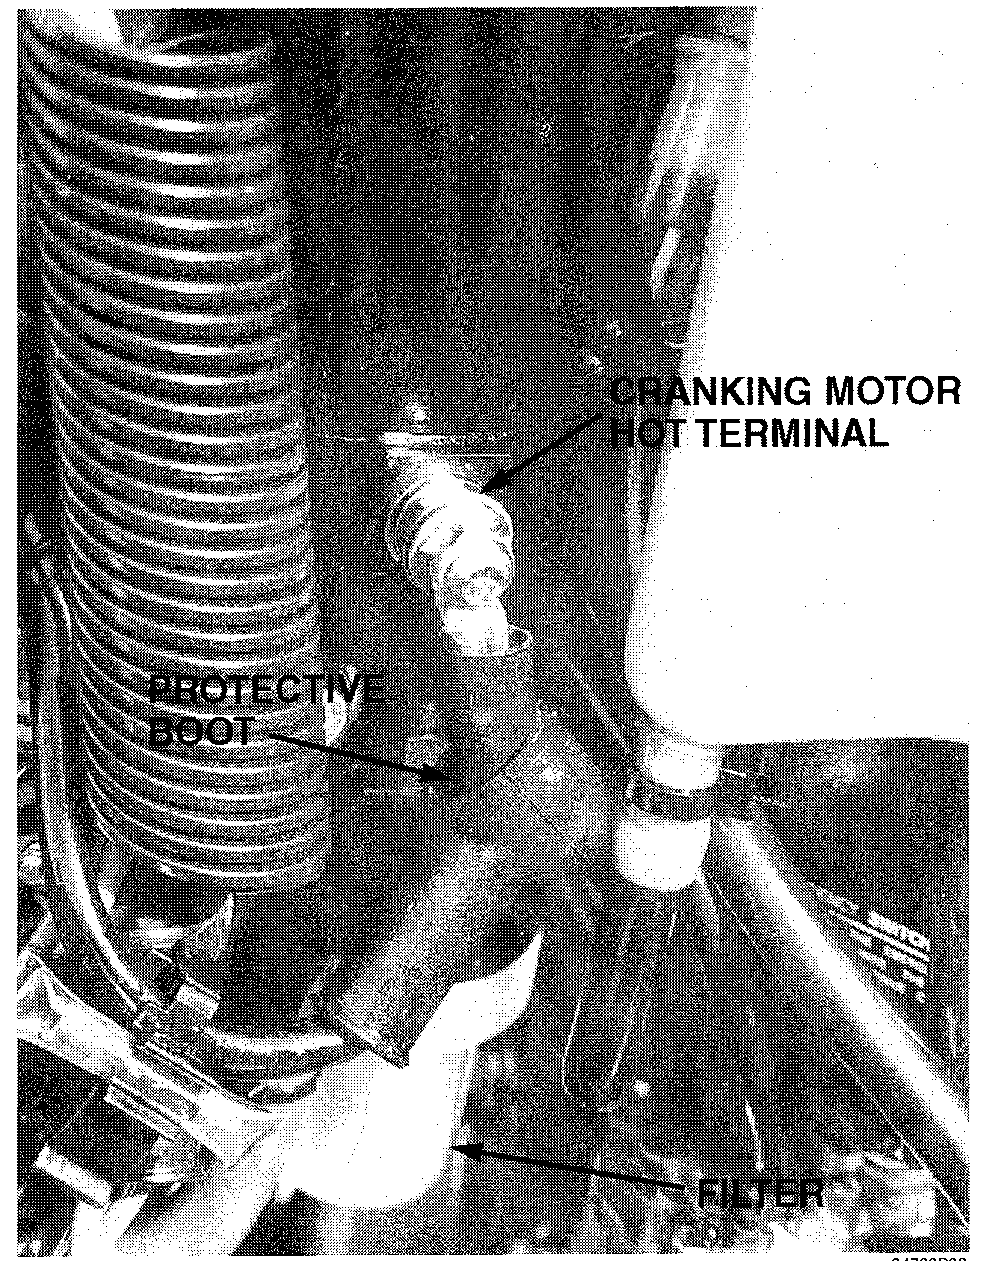 CRANKING MOTOR
HOT TERMINAL
PROTECTIVE
BOOT
FILTER